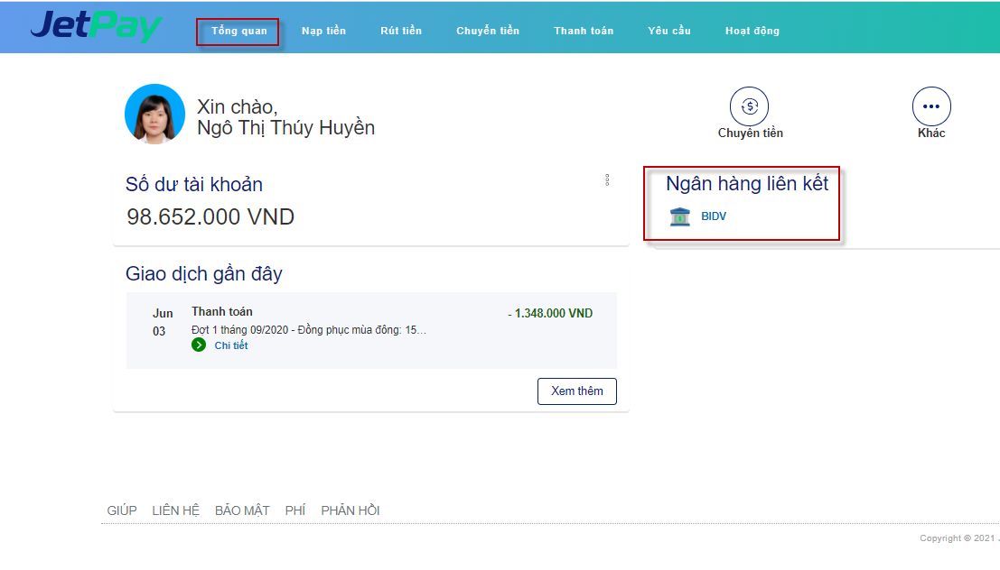 JetPay
Tổng quan Nạp tiền Rút tiền Chuyển tiền Thanh toán Yêu cầu Hoạt động
Xin chào,
Ngô Thị Thúy Huyền
Chuyển tiền
Khác
Số dư tài khoản
98.652.000 VND
Ngân hàng liên kết
BIDV
Giao dịch gần đây
Jun
03
Thanh toán
- 1.348.000 VND
Đợt 1 tháng 09/2020 - Đồng phục mùa đông: 15...
Chi tiết
Xem thêm
GIÚP LIÊN HỆ BẢO MẬT PHÍ PHẢN HỒI
Copyright © 2021